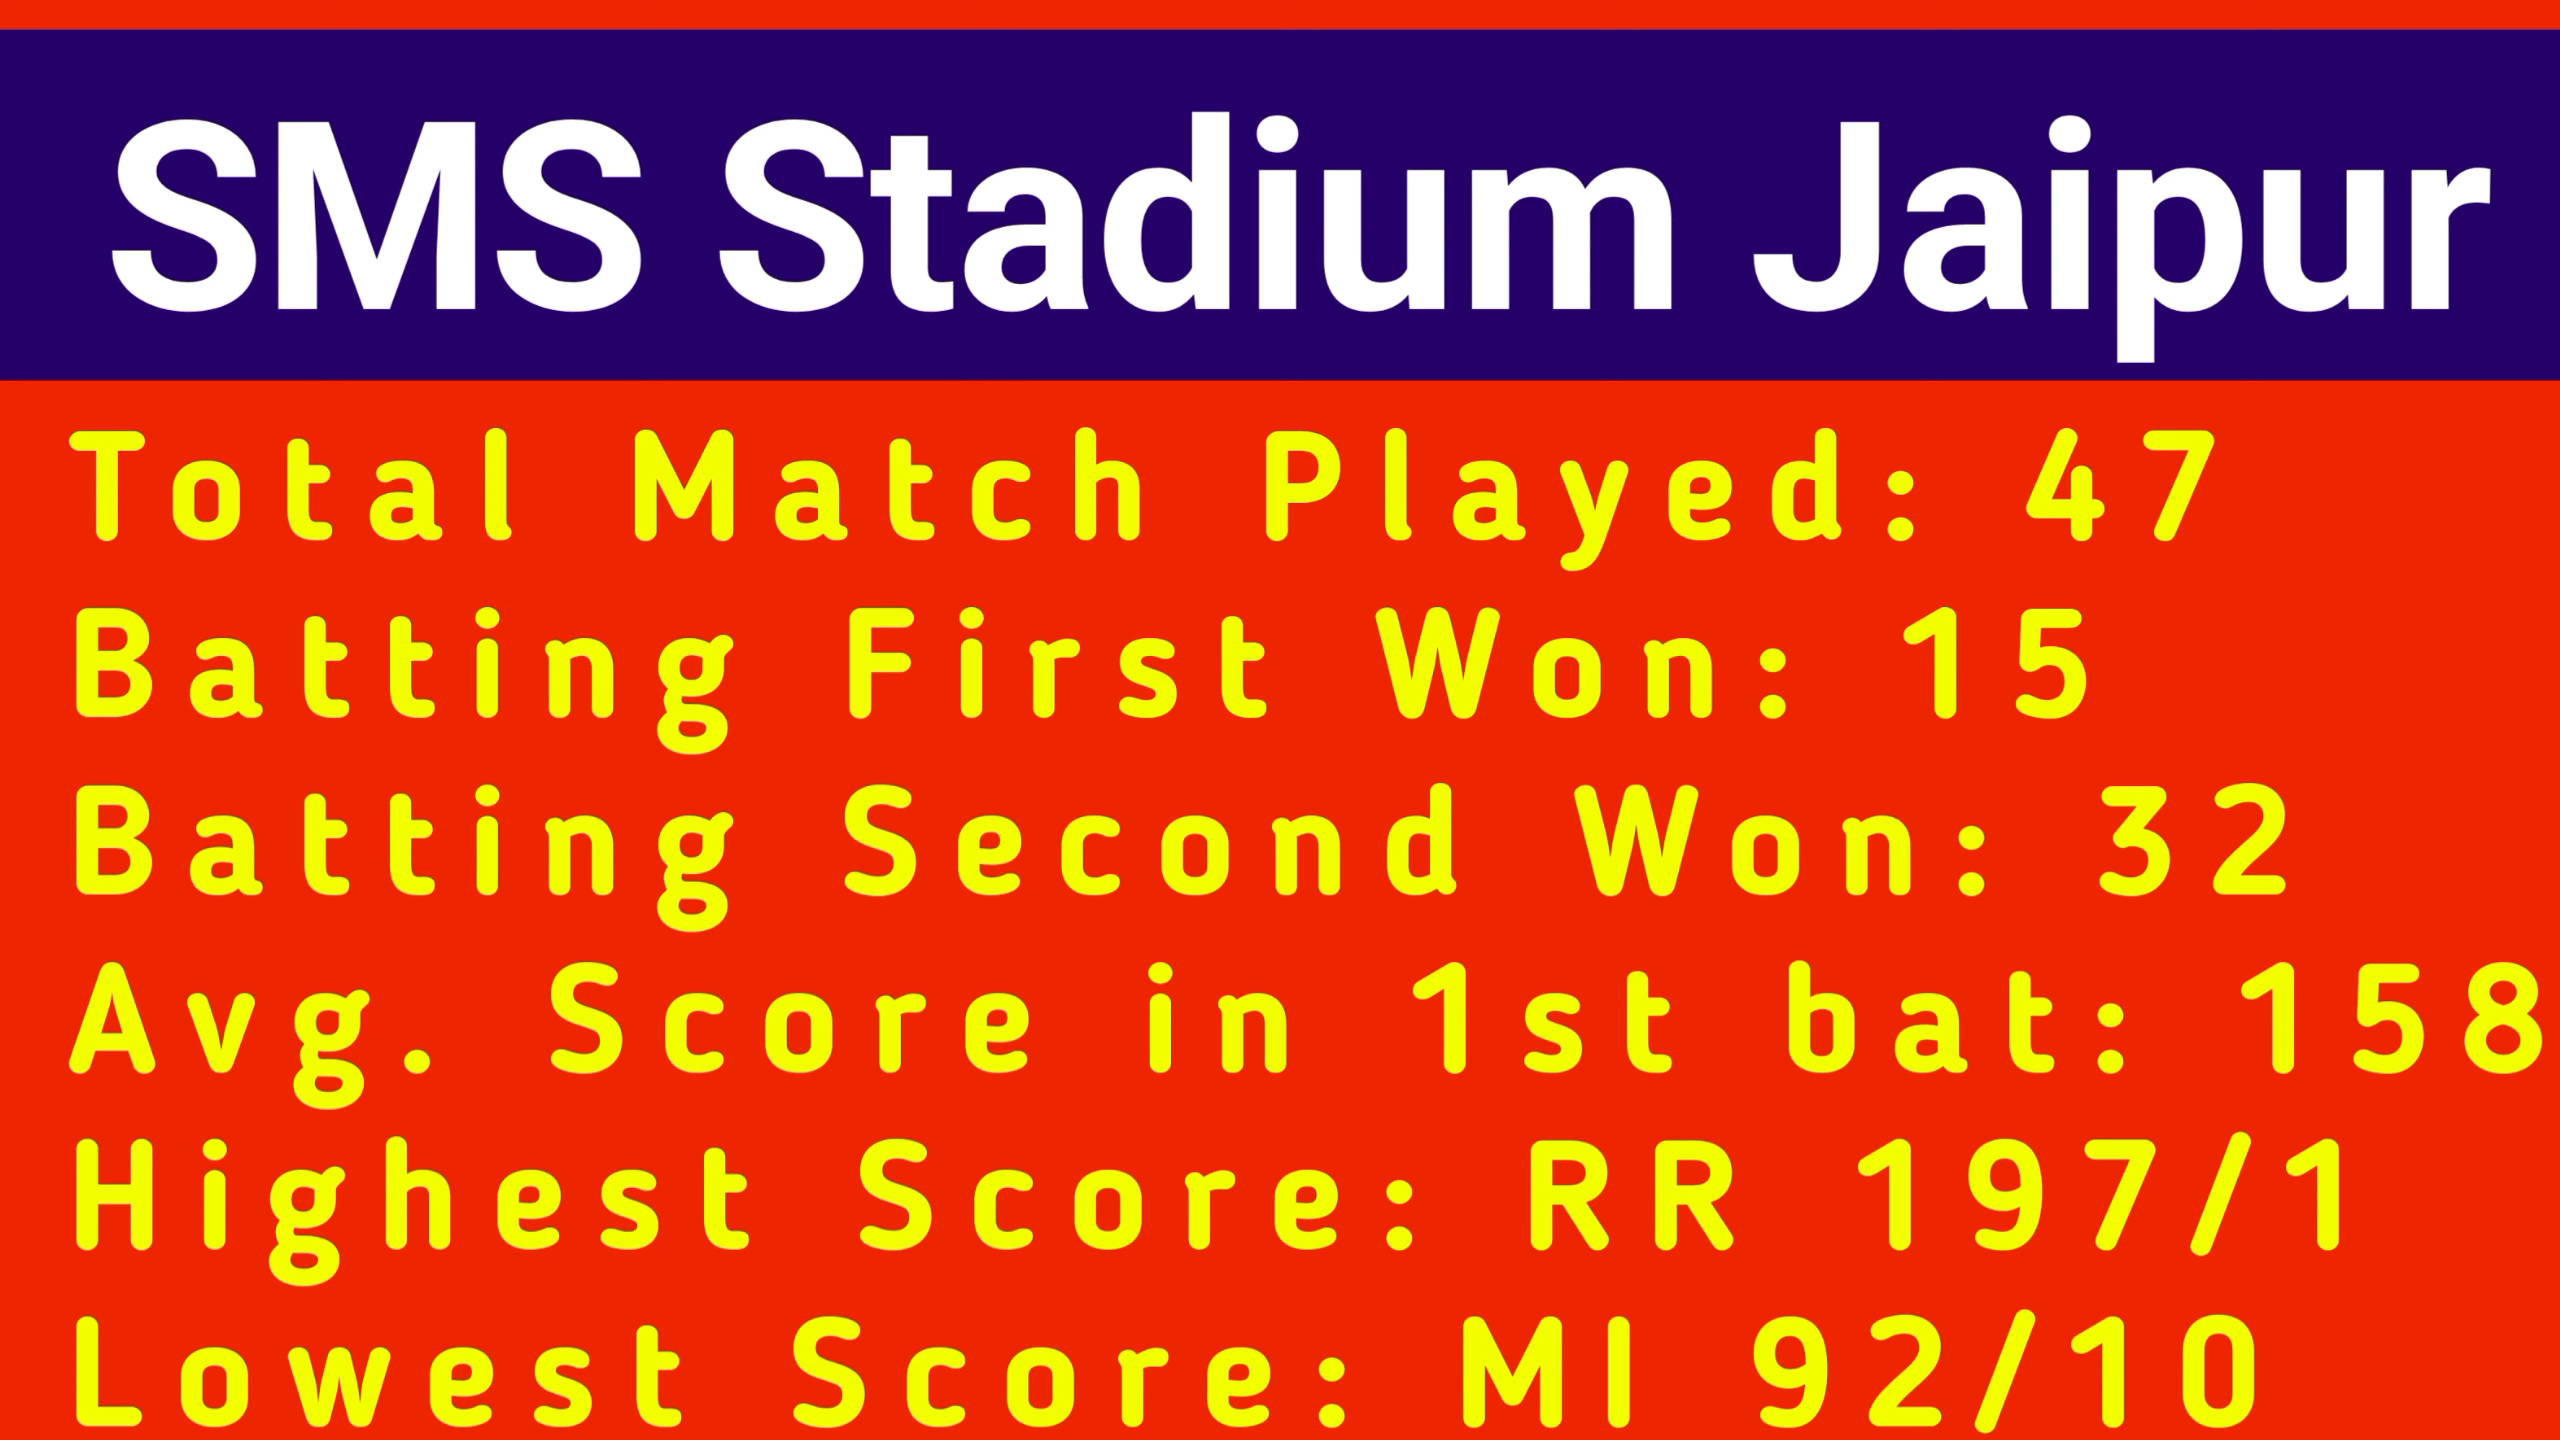 SMS Stadium Jaipur
Total Match Played: 47
Batting First Won: 15
Batting Second Won: 32
Avg. Score in 1st bat: 158
Highest Score: RR 197/1
Lowest Score: MI 92/10